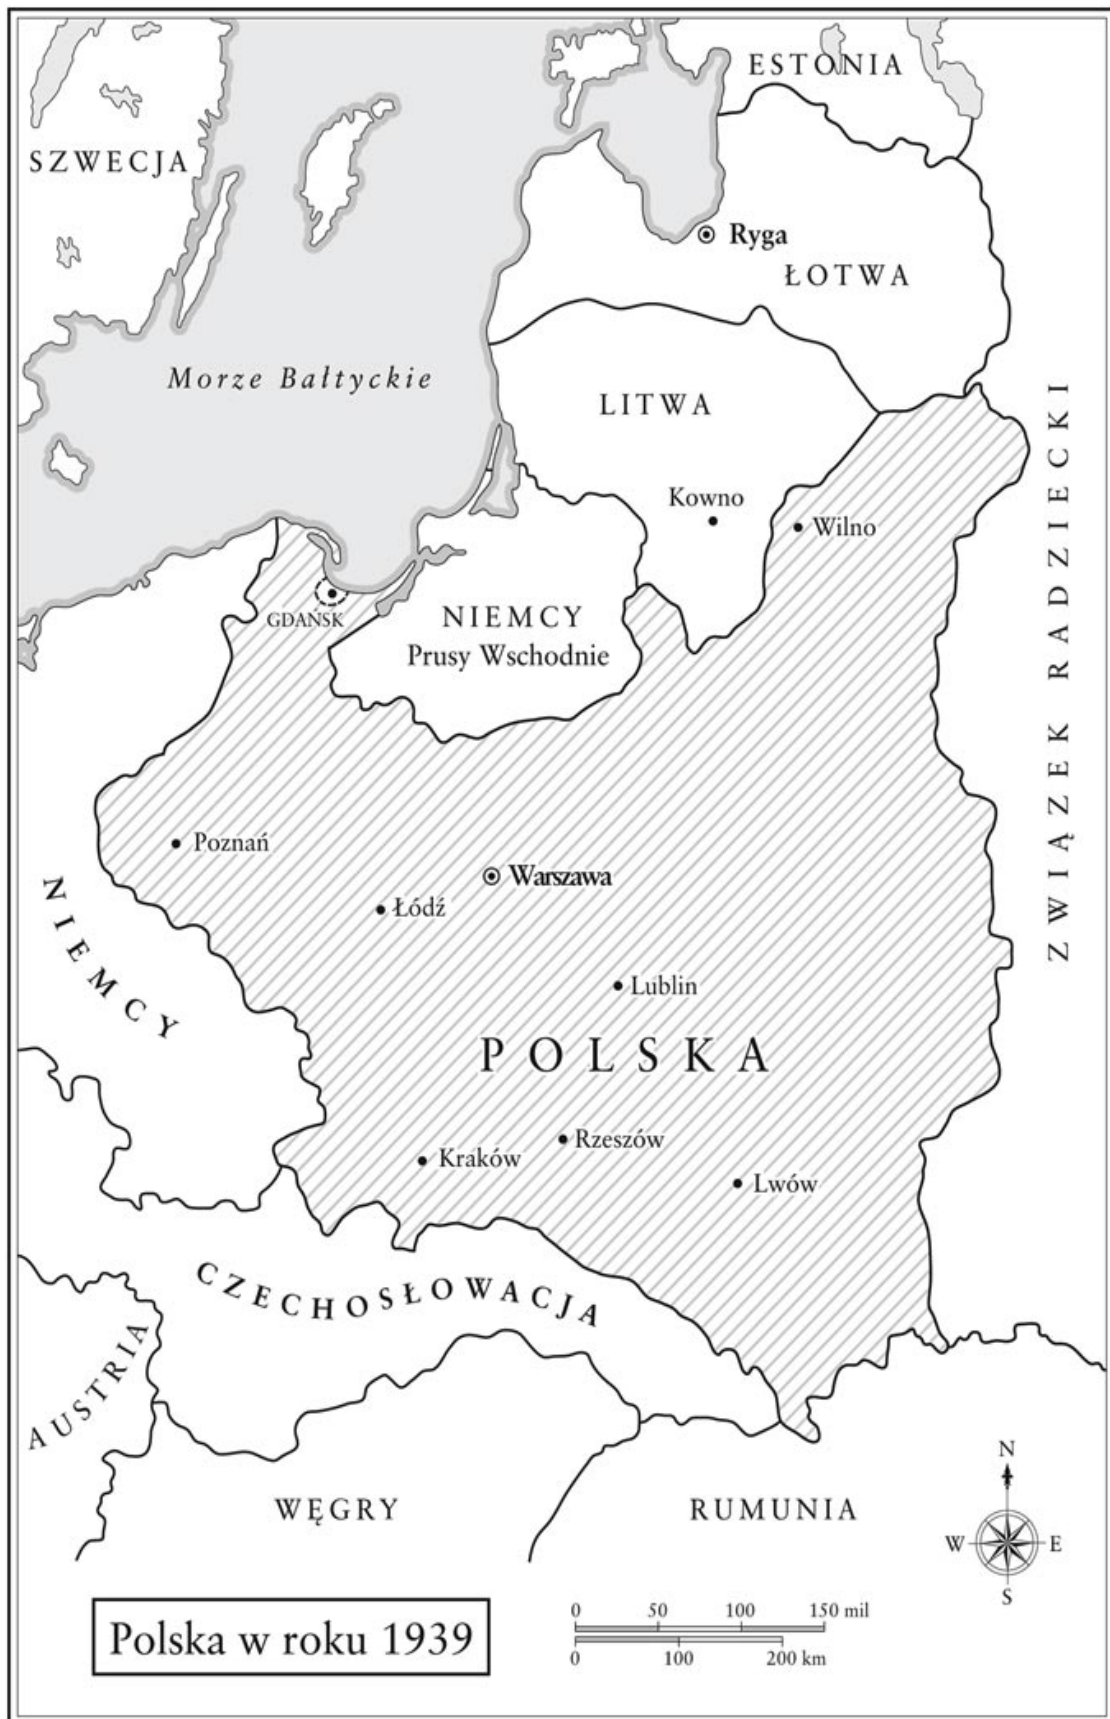 ESTONIA
SZWECJA
Ryga
ŁOTWA
Morze Bałtyckie
LITWA
Kowno
Wilno
ZWIĄZEK RADZIECKI
GDAŃSK
NIEMCY
Prusy Wschodnie
Poznań
Warszawa
Łódź
NIEMCY
Lublin
POLSKA
Rzeszów
Kraków
Lwów
CZECHOSŁOWACJA
AUSTRIA
WĘGRY
RUMUNIA
N
W E
S
Polska w roku 1939
0 50 100 150 mil
0 100 200 km